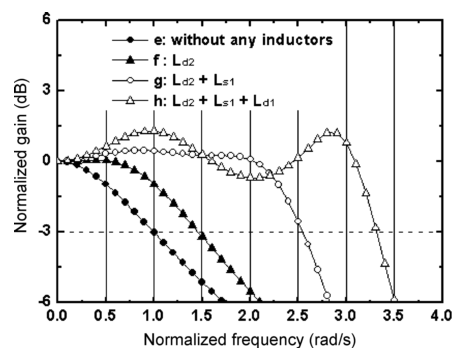 6
e: without any inductors
f : Ld2
g: Ld2 + Ls1
h: Ld2 + Ls1 + Ld1
3
0
-3
-6
Normalized gain (dB)
0.0 0.5 1.0 1.5 2.0 2.5 3.0 3.5 4.0
Normalized frequency (rad/s)